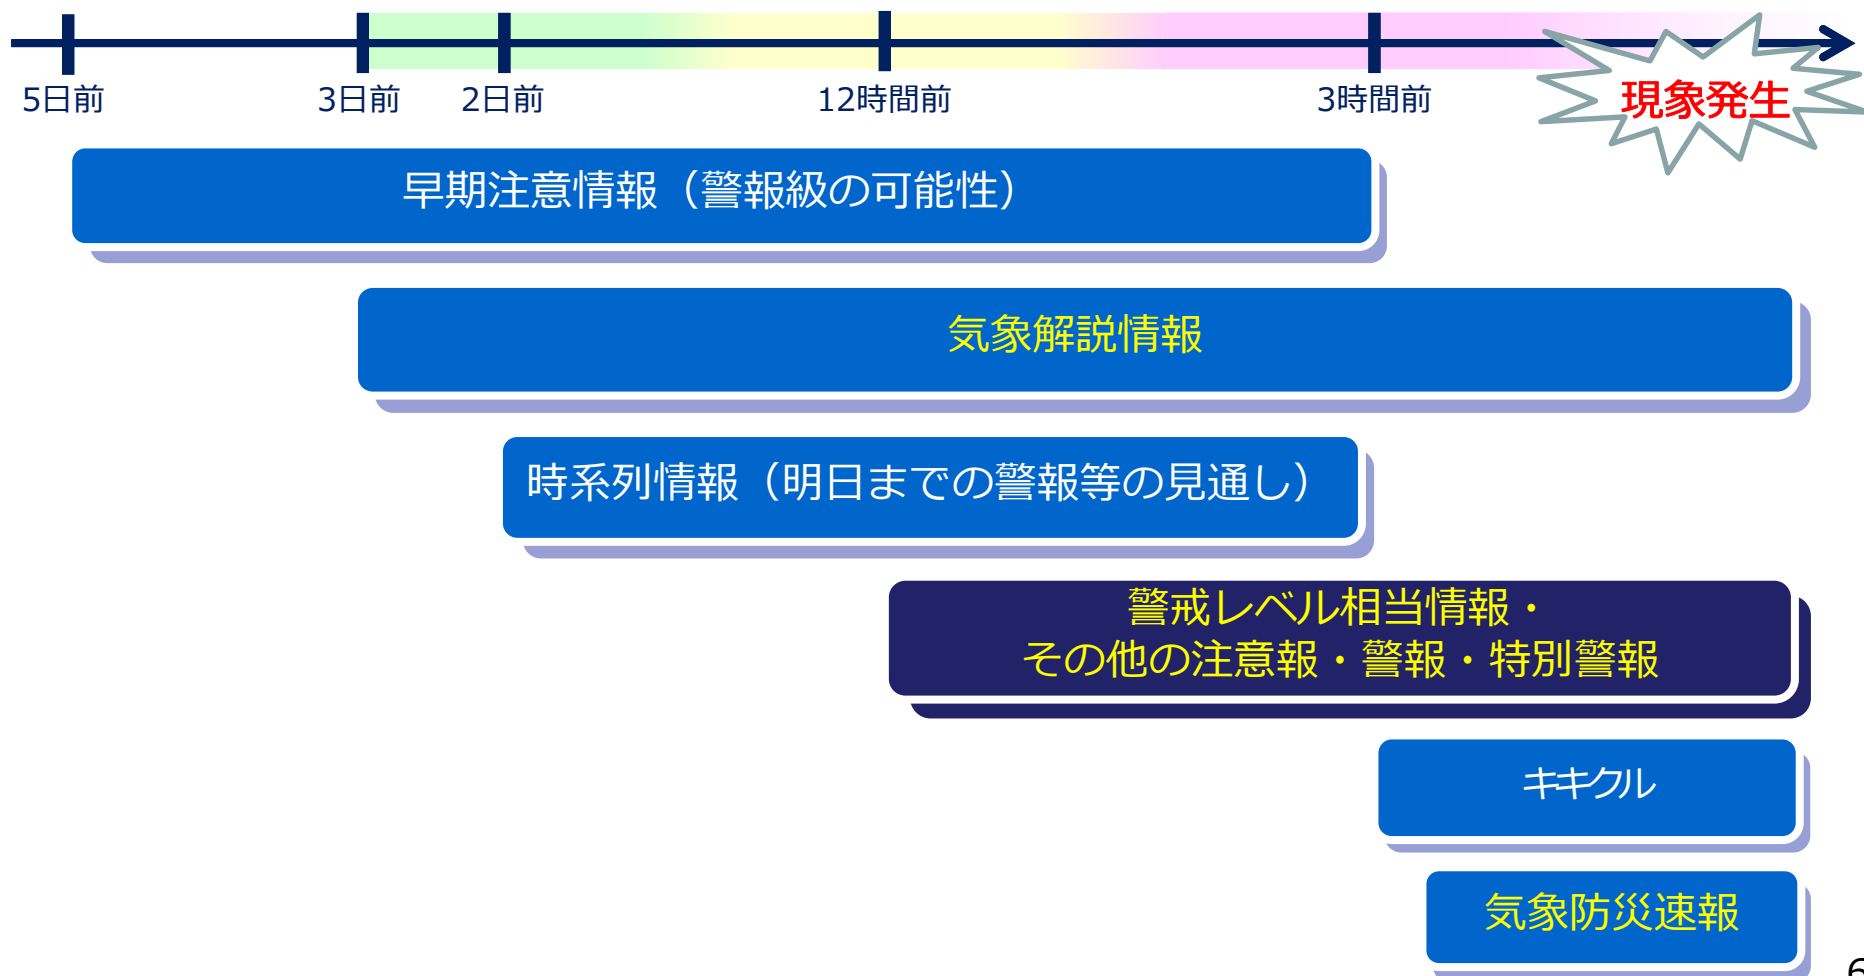 5日前
3日前
2日前
12時間前
3時間前
現象発生
早期注意情報（警報級の可能性）
気象解説情報
時系列情報（明日までの警報等の見通し）
警戒レベル相当情報・
その他の注意報・警報・特別警報
キキクル
気象防災速報
6